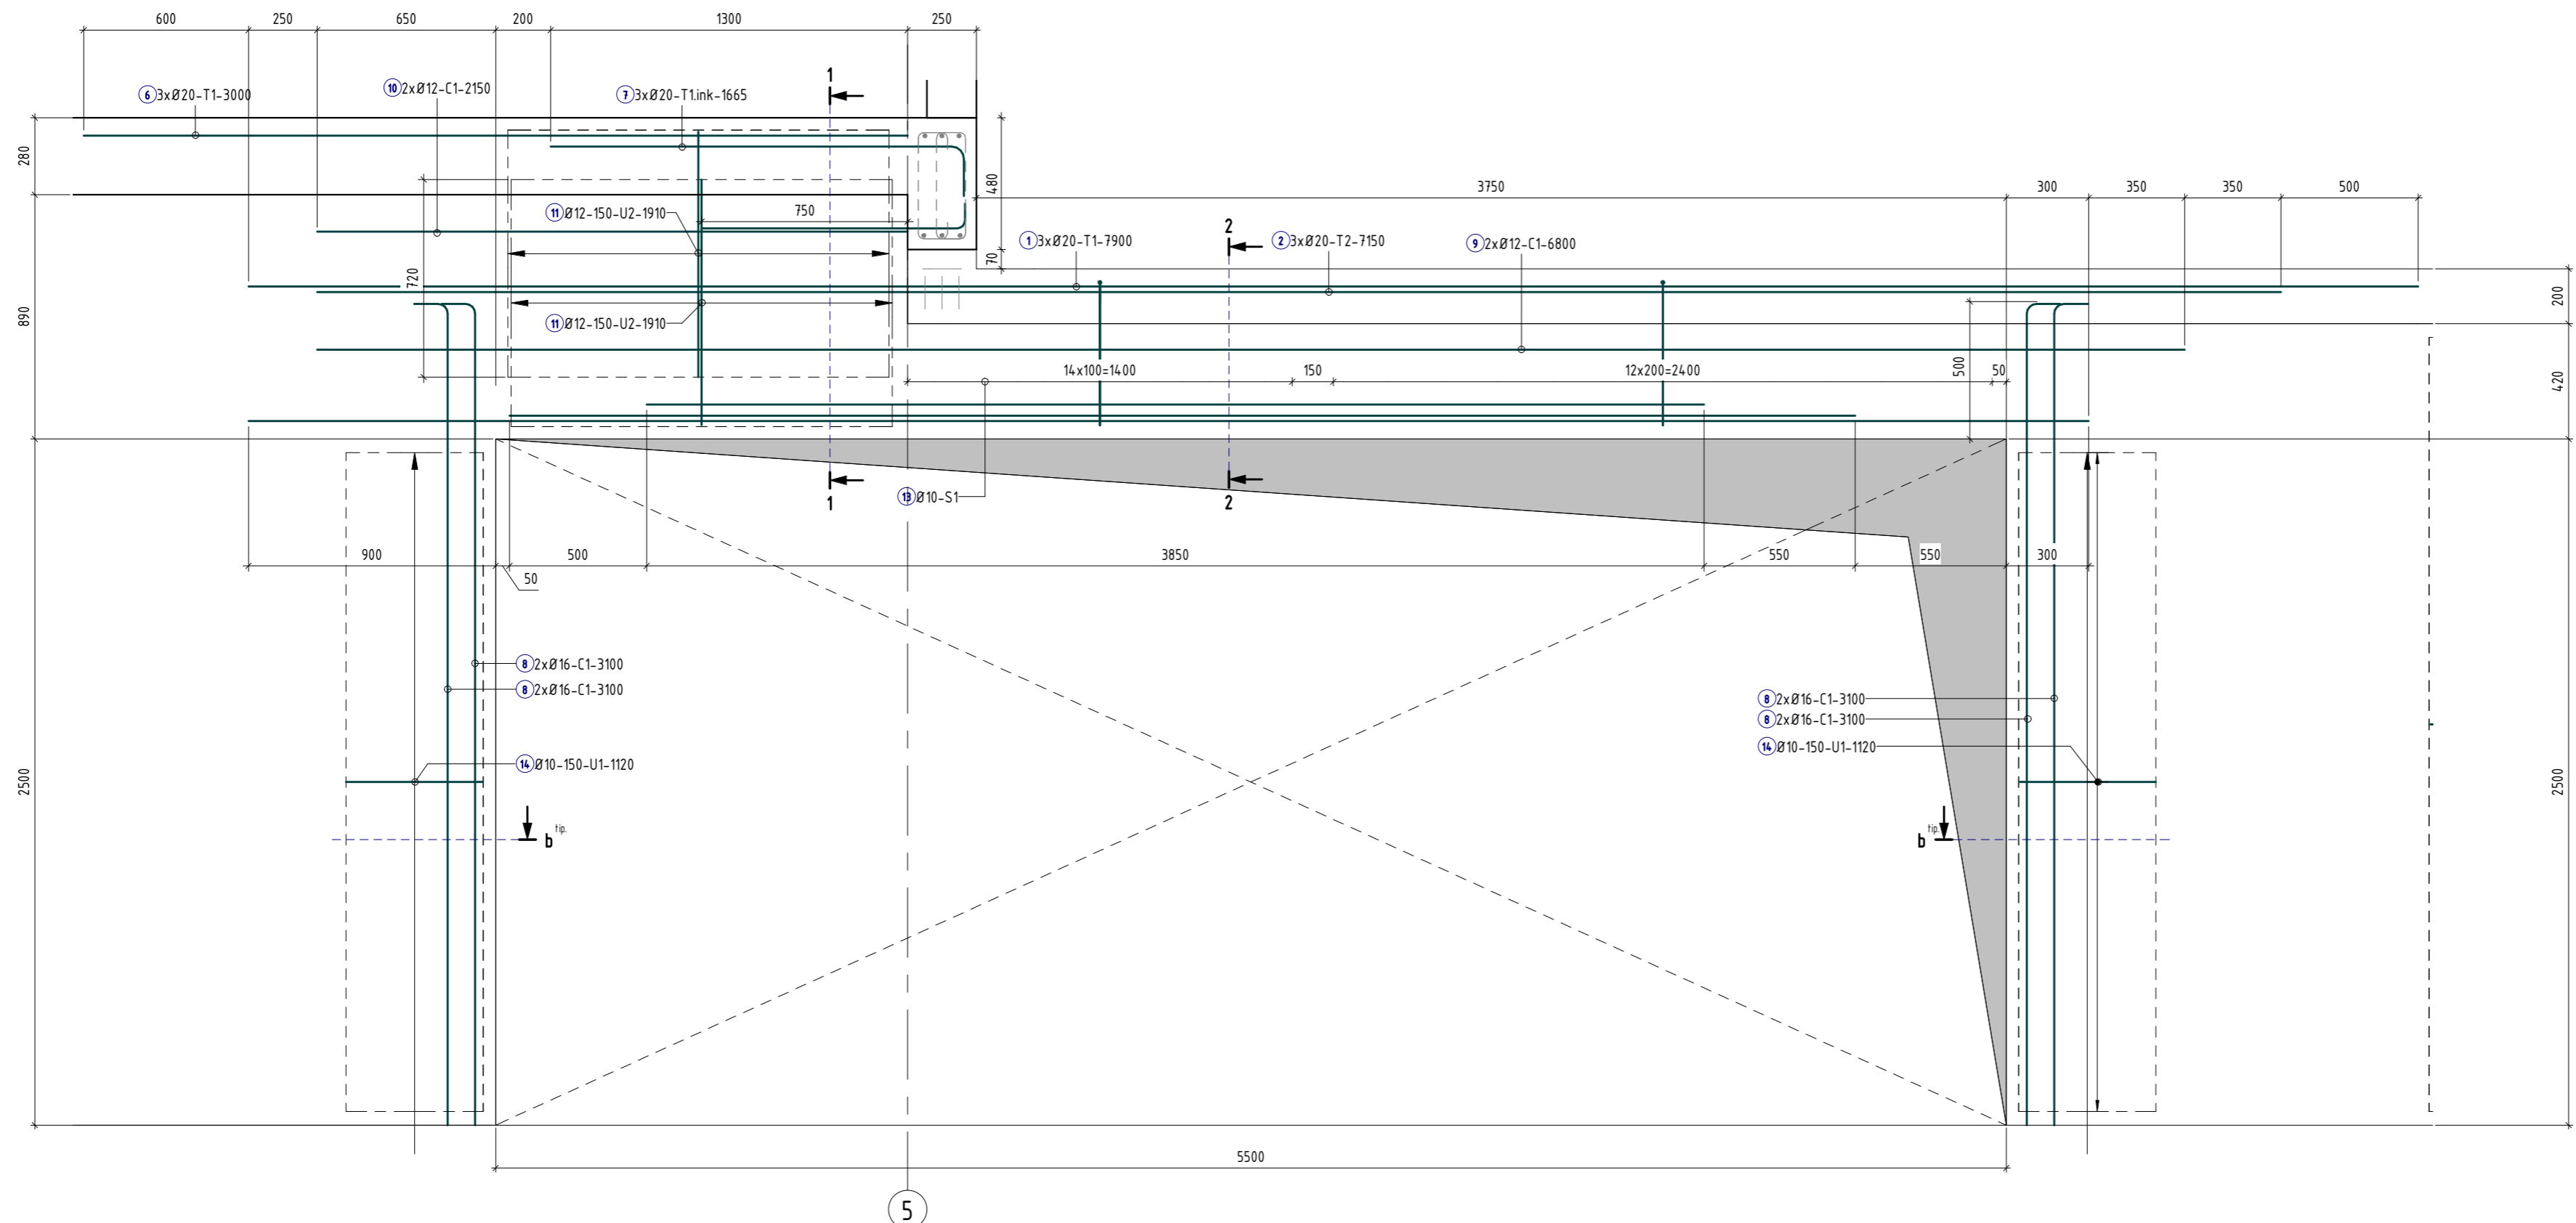 600 250 650 200 1300 250
6 3xØ20-T1-3000
10 2xØ12-C1-2150
7 3xØ20-T1.ink-1665
1
280
480
3750 300 350 350 500
11 Ø12-150-U2-1910
750
2
1 3xØ20-T1-7900
2 3xØ20-T2-7150
9 2xØ12-C1-6800
70
720
890
200
11 Ø12-150-U2-1910
500
14x100=1400 150 12x200=2400 50
420
1
13 Ø10-S1
2
900 500 3850 550 550 300
50
8 2xØ16-C1-3100
8 2xØ16-C1-3100
8 2xØ16-C1-3100
8 2xØ16-C1-3100
14 Ø10-150-U1-1120
14 Ø10-150-U1-1120
2500
2500
b tip.
b tip.
5500
5